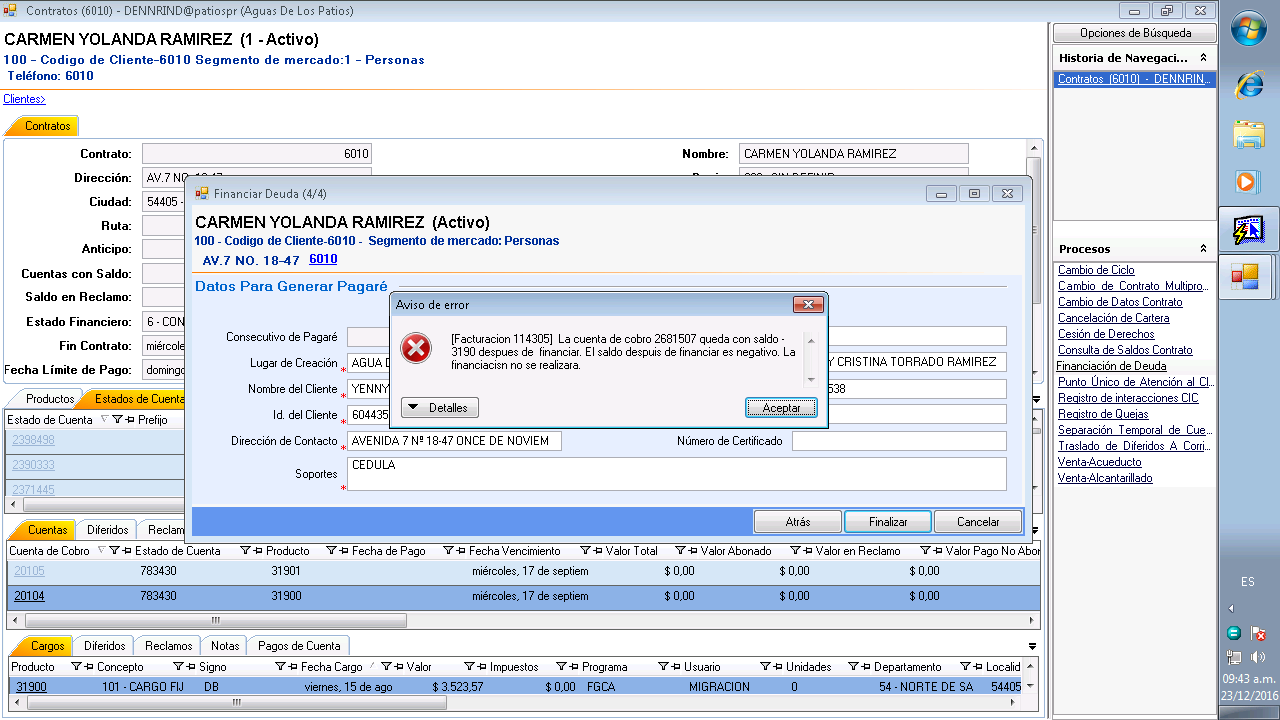 Contratos (6010) - DENNRIND@patiospr (Aguas De Los Patios)
CARMEN YOLANDA RAMIREZ (1 - Activo)
100 - Codigo de Cliente-6010 Segmento de mercado:1 - Personas
Teléfono: 6010
Clientes>
Contratos
Contrato: 6010 Nombre: CARMEN YOLANDA RAMIREZ
Dirección: AV.7 NO. 18-47
Ciudad: 54405 -
Ruta:
Anticipo:
Cuentas con Saldo:
Saldo en Reclamo:
Estado Financiero: 6 - CON
Fin Contrato: miércole
Fecha Límite de Pago: doming
Productos Estados de Cuenta
Estado de Cuenta Prefijo
2398498
2390333
2371445
Financiar Deuda (4/4)
CARMEN YOLANDA RAMIREZ (Activo)
100 - Codigo de Cliente-6010 - Segmento de mercado: Personas
AV.7 NO. 18-47 6010
Datos Para Generar Pagaré
Consecutivo de Pagaré
Lugar de Creación * AGUA D Y CRISTINA TORRADO RAMIREZ
Nombre del Cliente * YENNY 538
Id. del Cliente * 604435
Dirección de Contacto * AVENIDA 7 Nº 18-47 ONCE DE NOVIEM Número de Certificado
Soportes * CEDULA
Atrás Finalizar Cancelar
Aviso de error
[Facturacion 114305] La cuenta de cobro 2681507 queda con saldo -
3190 despues de financiar. El saldo despuis de financiar es negativo. La
financiacisn no se realizara.
Detalles Aceptar
Cuentas Diferidos Reclam
Cuenta de Cobro Estado de Cuenta Producto Fecha de Pago Fecha Vencimiento Valor Total Valor Abonado Valor en Reclamo Valor Pago No Abon
20105 783430 31901 miércoles, 17 de septiem $ 0,00 $ 0,00 $ 0,00
20104 783430 31900 miércoles, 17 de septiem $ 0,00 $ 0,00 $ 0,00
Cargos Diferidos Reclamos Notas Pagos de Cuenta
Producto Concepto Signo Fecha Cargo Valor Impuestos Programa Usuario Unidades Departamento Localid
31900 101 - CARGO FIJ DB viernes, 15 de ago $ 3.523,57 $ 0,00 FGCA MIGRACION 0 54 - NORTE DE SA 54405
Opciones de Búsqueda
Historia de Navegaci...
Contratos (6010) - DENNRIN...
Procesos
Cambio de Ciclo
Cambio de Contrato Multipro...
Cambio de Datos Contrato
Cancelación de Cartera
Cesión de Derechos
Consulta de Saldos Contrato
Financiación de Deuda
Punto Único de Atención al Cl...
Registro de interacciones CIC
Registro de Quejas
Separación Temporal de Cue...
Traslado de Diferidos A Corri...
Venta-Acueducto
Venta-Alcantarillado
ES
09:43 a.m.
23/12/2016